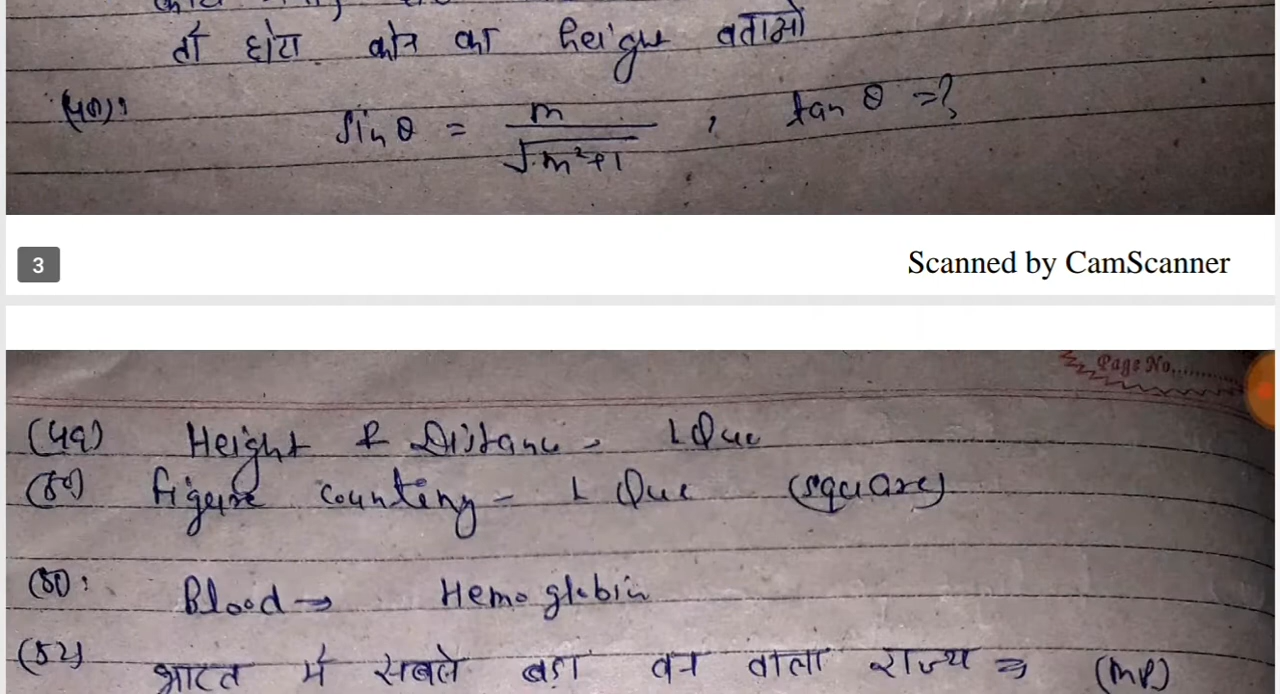 तो छोटा कोन का height बताओ
(48): sin θ = m / √m²+1 , tan θ = ?
3
Scanned by CamScanner
Page No..........
(49) Height & Distance - 1 Que
(50) figure counting - 1 Que (square)
(51): Blood → Hemoglobin
(52) भारत में सबसे बड़ा वन वाला राज्य ⇒ (MP)